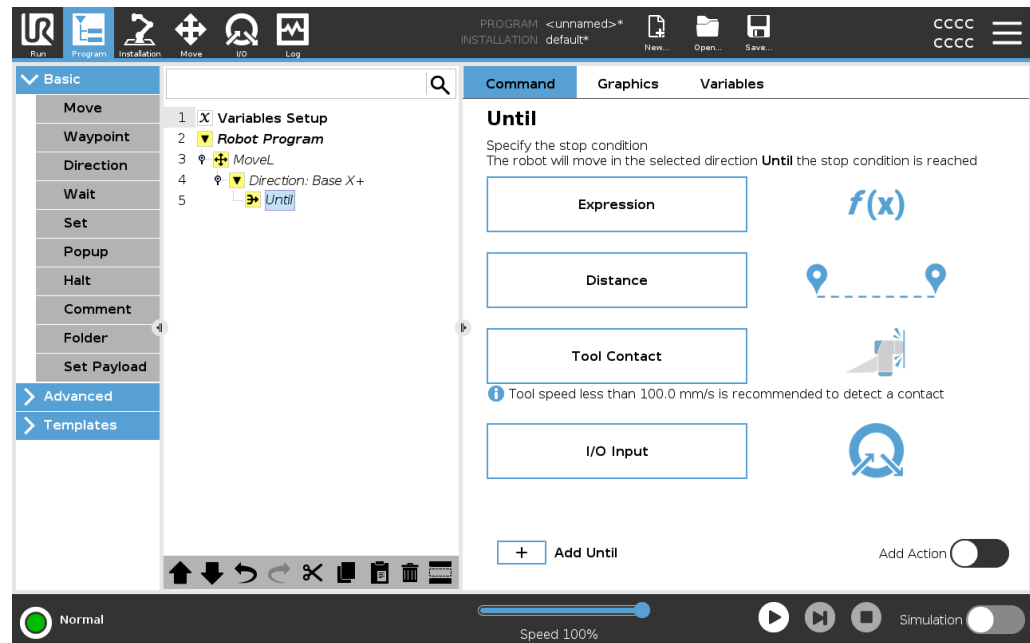 Run
Program
Installation
Move
I/O
Log
PROGRAM <unnamed>*
INSTALLATION default*
New...
Open...
Save...
CCCC
CCCC
Basic
Move
Waypoint
Direction
Wait
Set
Popup
Halt
Comment
Folder
Set Payload
Advanced
Templates
1 X Variables Setup
2 Robot Program
3 MoveL
4 Direction: Base X+
5 Until
Command Graphics Variables
Until
Specify the stop condition
The robot will move in the selected direction Until the stop condition is reached
Expression
f(x)
Distance
Tool Contact
Tool speed less than 100.0 mm/s is recommended to detect a contact
I/O Input
+ Add Until
Add Action
Normal
Speed 100%
Simulation